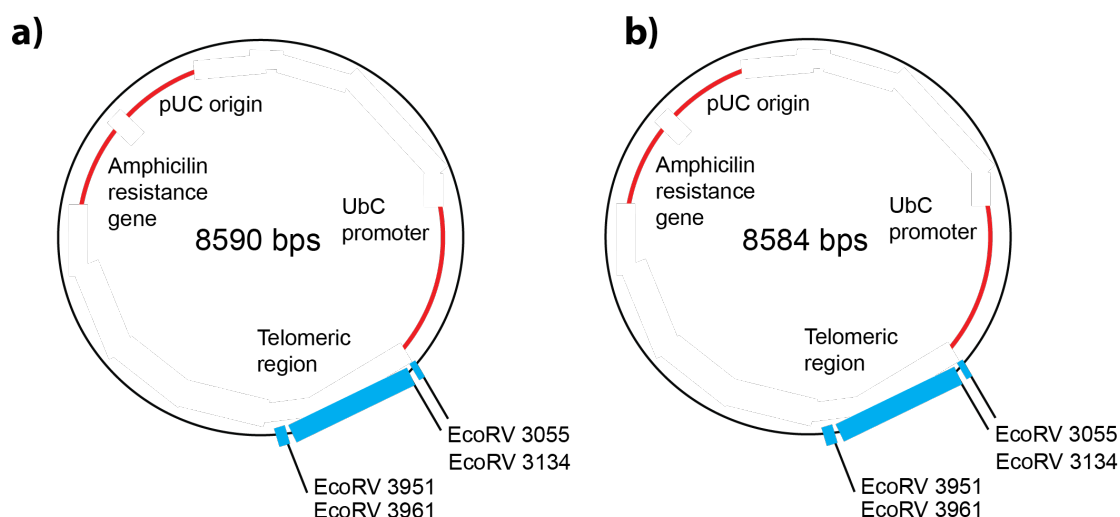 a)
pUC origin
Amphicilin
resistance
gene
UbC
promoter
8590 bps
Telomeric
region
EcoRV 3055
EcoRV 3134
EcoRV 3951
EcoRV 3961
b)
pUC origin
Amphicilin
resistance
gene
UbC
promoter
8584 bps
Telomeric
region
EcoRV 3055
EcoRV 3134
EcoRV 3951
EcoRV 3961